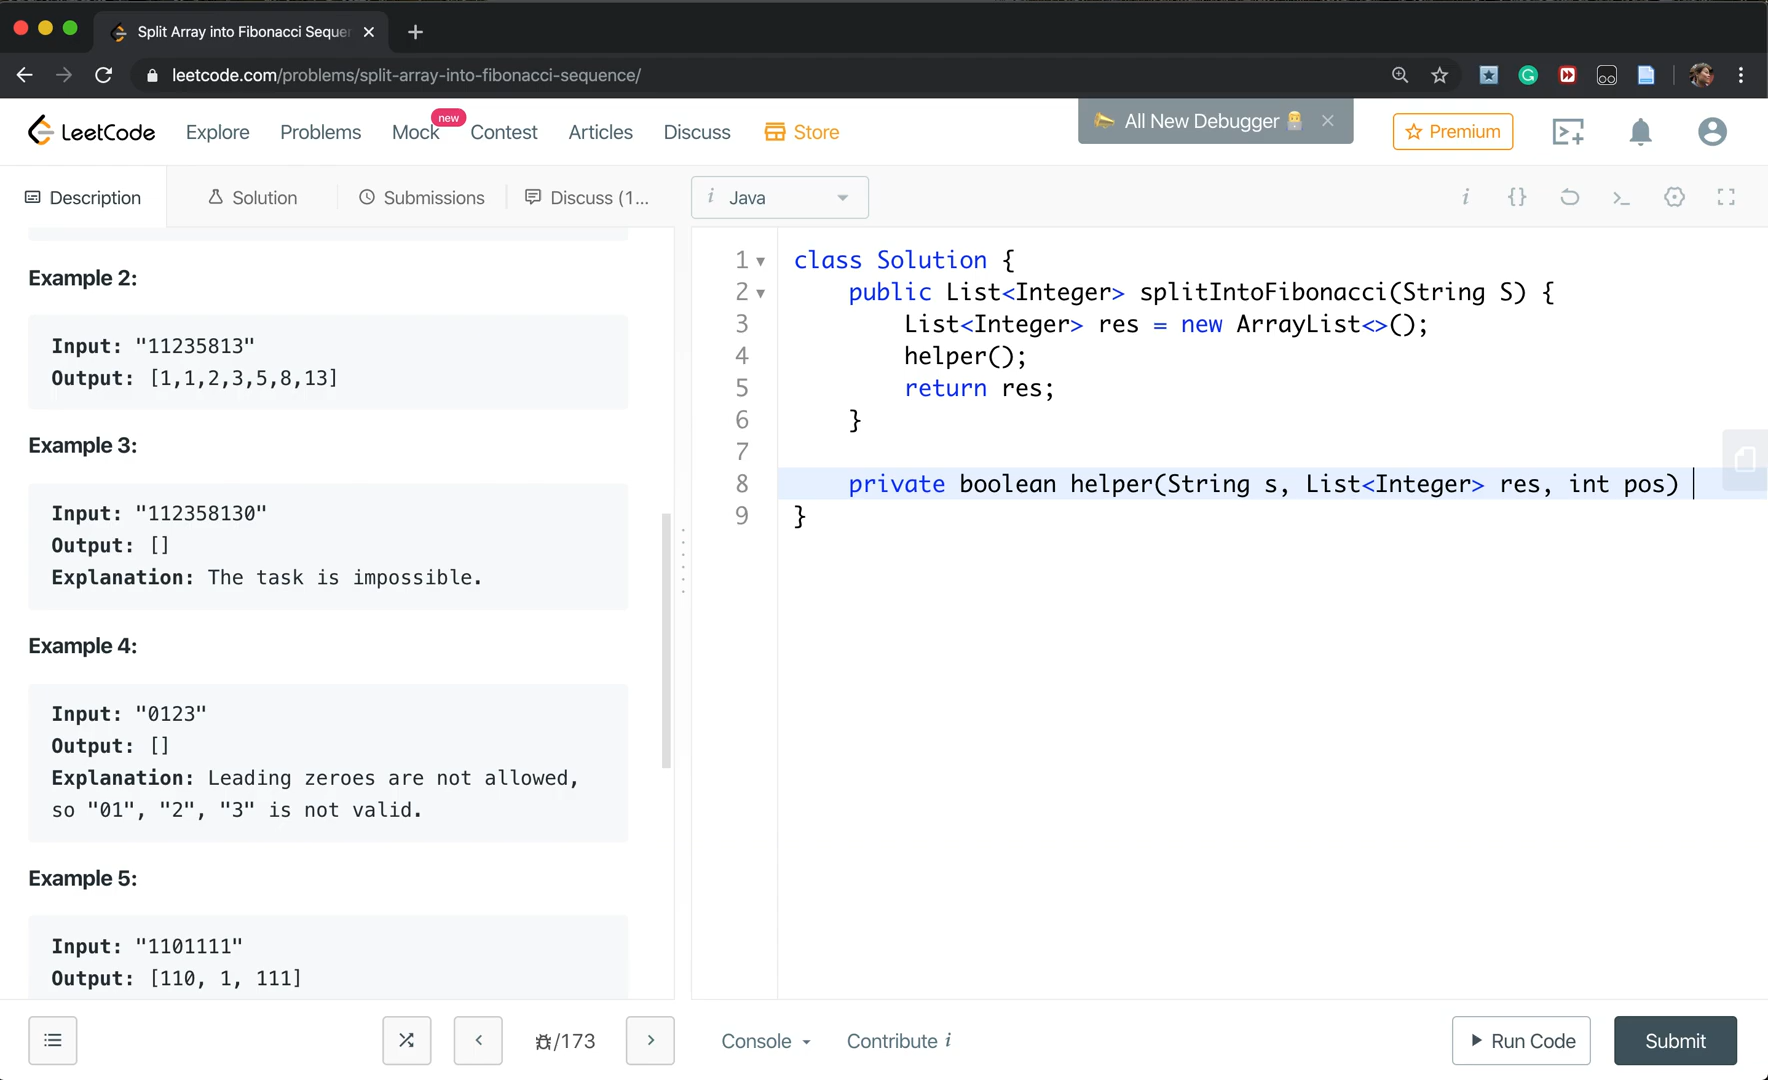 Split Array into Fibonacci Seque
leetcode.com/problems/split-array-into-fibonacci-sequence/
LeetCode
Explore
Problems
Mock
new
Contest
Articles
Discuss
Store
All New Debugger
Premium
Description
Solution
Submissions
Discuss (1...
i Java
Example 2:
Input: "11235813"
Output: [1,1,2,3,5,8,13]
Example 3:
Input: "112358130"
Output: []
Explanation: The task is impossible.
Example 4:
Input: "0123"
Output: []
Explanation: Leading zeroes are not allowed,
so "01", "2", "3" is not valid.
Example 5:
Input: "1101111"
Output: [110, 1, 111]
1 class Solution {
2 public List<Integer> splitIntoFibonacci(String S) {
3 List<Integer> res = new ArrayList<>();
4 helper();
5 return res;
6 }
7
8 private boolean helper(String s, List<Integer> res, int pos)
9 }
/173
Console
Contribute i
Run Code
Submit